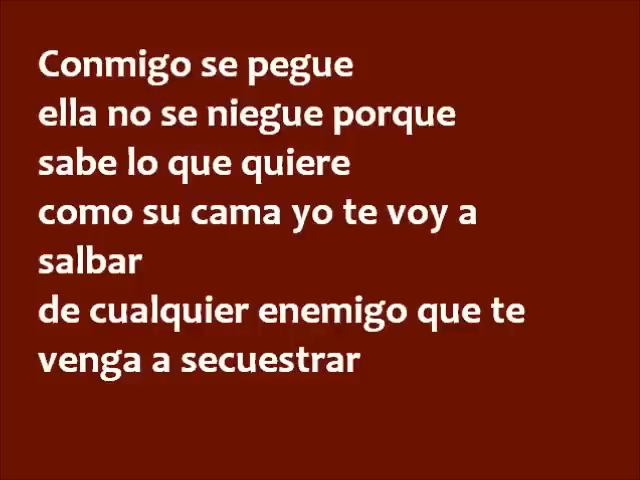 Conmigo se pegue
ella no se niegue porque
sabe lo que quiere
como su cama yo te voy a
salbar
de cualquier enemigo que te
venga a secuestrar